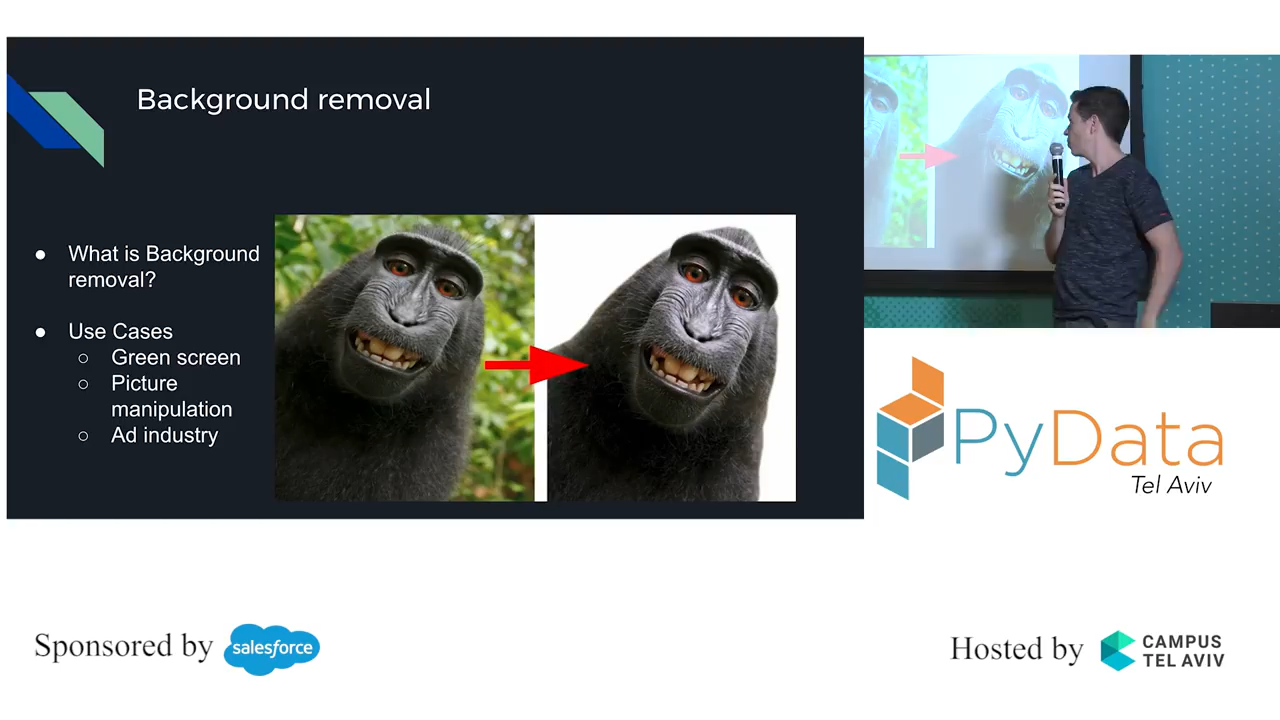 Background removal
● What is Background
removal?
● Use Cases
○ Green screen
○ Picture
manipulation
○ Ad industry
PyData
Tel Aviv
Sponsored by salesforce
Hosted by CAMPUS
TEL AVIV